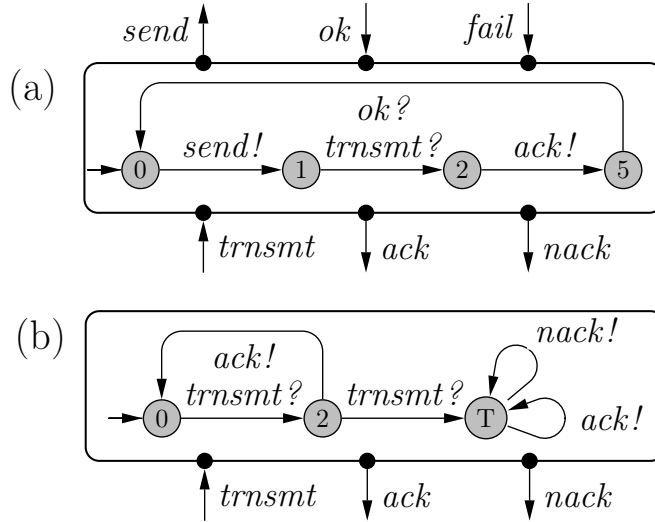 send ok fail
(a)
ok?
send! trnsmt? ack!
0 1 2 5
trnsmt ack nack
(b)
nack!
ack!
trnsmt? trnsmt?
0 2 T ack!
trnsmt ack nack